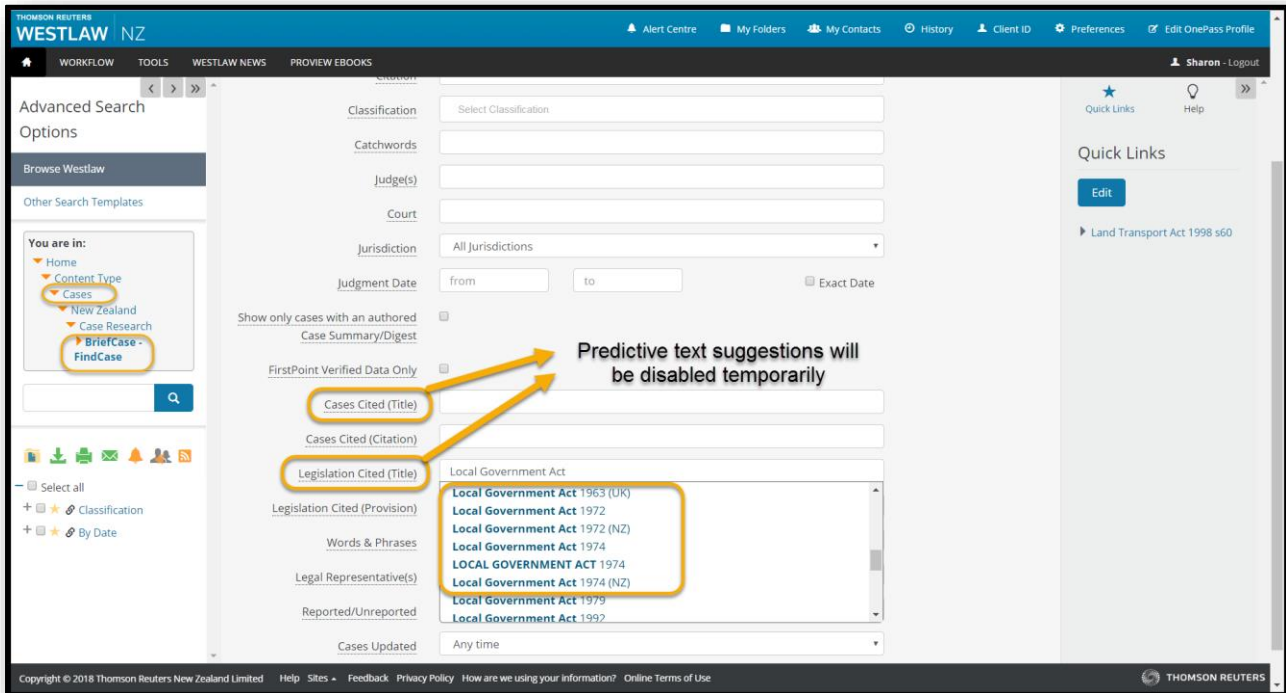 THOMSON REUTERS
WESTLAW NZ
Alert Centre My Folders My Contacts History Client ID Preferences Edit OnePass Profile
WORKFLOW TOOLS WESTLAW NEWS PROVIEW EBOOKS
Sharon - Logout
Advanced Search
Options
Browse Westlaw
Other Search Templates
You are in:
Home
Content Type
Cases
New Zealand
Case Research
BriefCase -
FindCase
Select all
Classification
By Date
Citation
Classification
Select Classification
Catchwords
Judge(s)
Court
Jurisdiction
All Jurisdictions
Judgment Date
from
to
Exact Date
Show only cases with an authored
Case Summary/Digest
FirstPoint Verified Data Only
Predictive text suggestions will
be disabled temporarily
Cases Cited (Title)
Cases Cited (Citation)
Legislation Cited (Title)
Local Government Act
Local Government Act 1963 (UK)
Local Government Act 1972
Local Government Act 1972 (NZ)
Local Government Act 1974
LOCAL GOVERNMENT ACT 1974
Local Government Act 1974 (NZ)
Local Government Act 1979
Local Government Act 1992
Legislation Cited (Provision)
Words & Phrases
Legal Representative(s)
Reported/Unreported
Cases Updated
Any time
Quick Links
Help
Quick Links
Edit
Land Transport Act 1998 s60
Copyright © 2018 Thomson Reuters New Zealand Limited Help Sites Feedback Privacy Policy How are we using your information? Online Terms of Use
THOMSON REUTERS